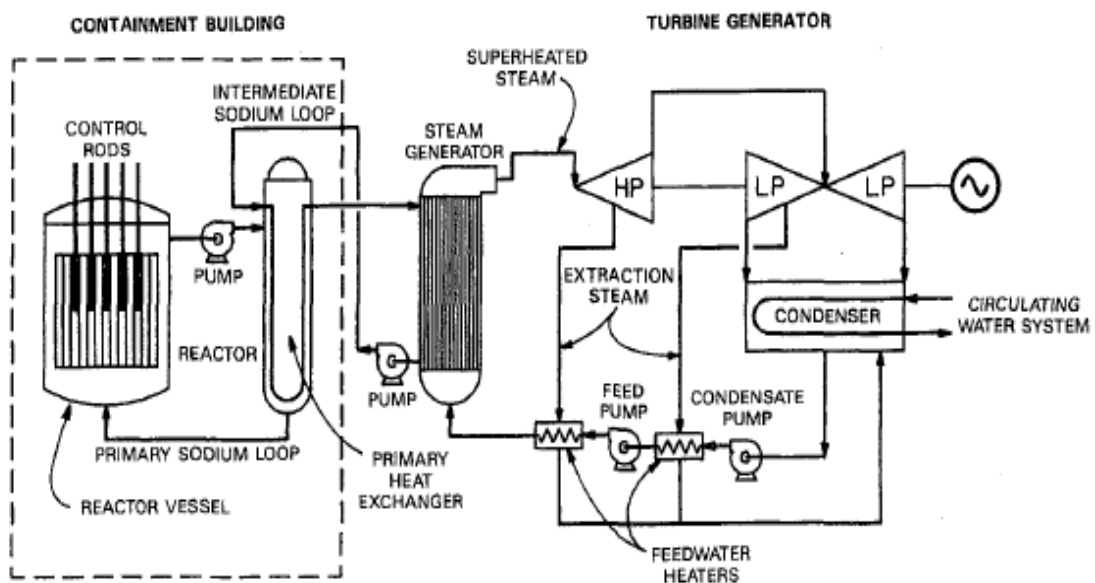 CONTAINMENT BUILDING
TURBINE GENERATOR
SUPERHEATED
STEAM
INTERMEDIATE
SODIUM LOOP
CONTROL
RODS
STEAM
GENERATOR
HP
LP
LP
PUMP
EXTRACTION
STEAM
CONDENSER
CIRCULATING
WATER SYSTEM
REACTOR
PUMP
FEED
PUMP
CONDENSATE
PUMP
PRIMARY SODIUM LOOP
PRIMARY
HEAT
EXCHANGER
REACTOR VESSEL
FEEDWATER
HEATERS